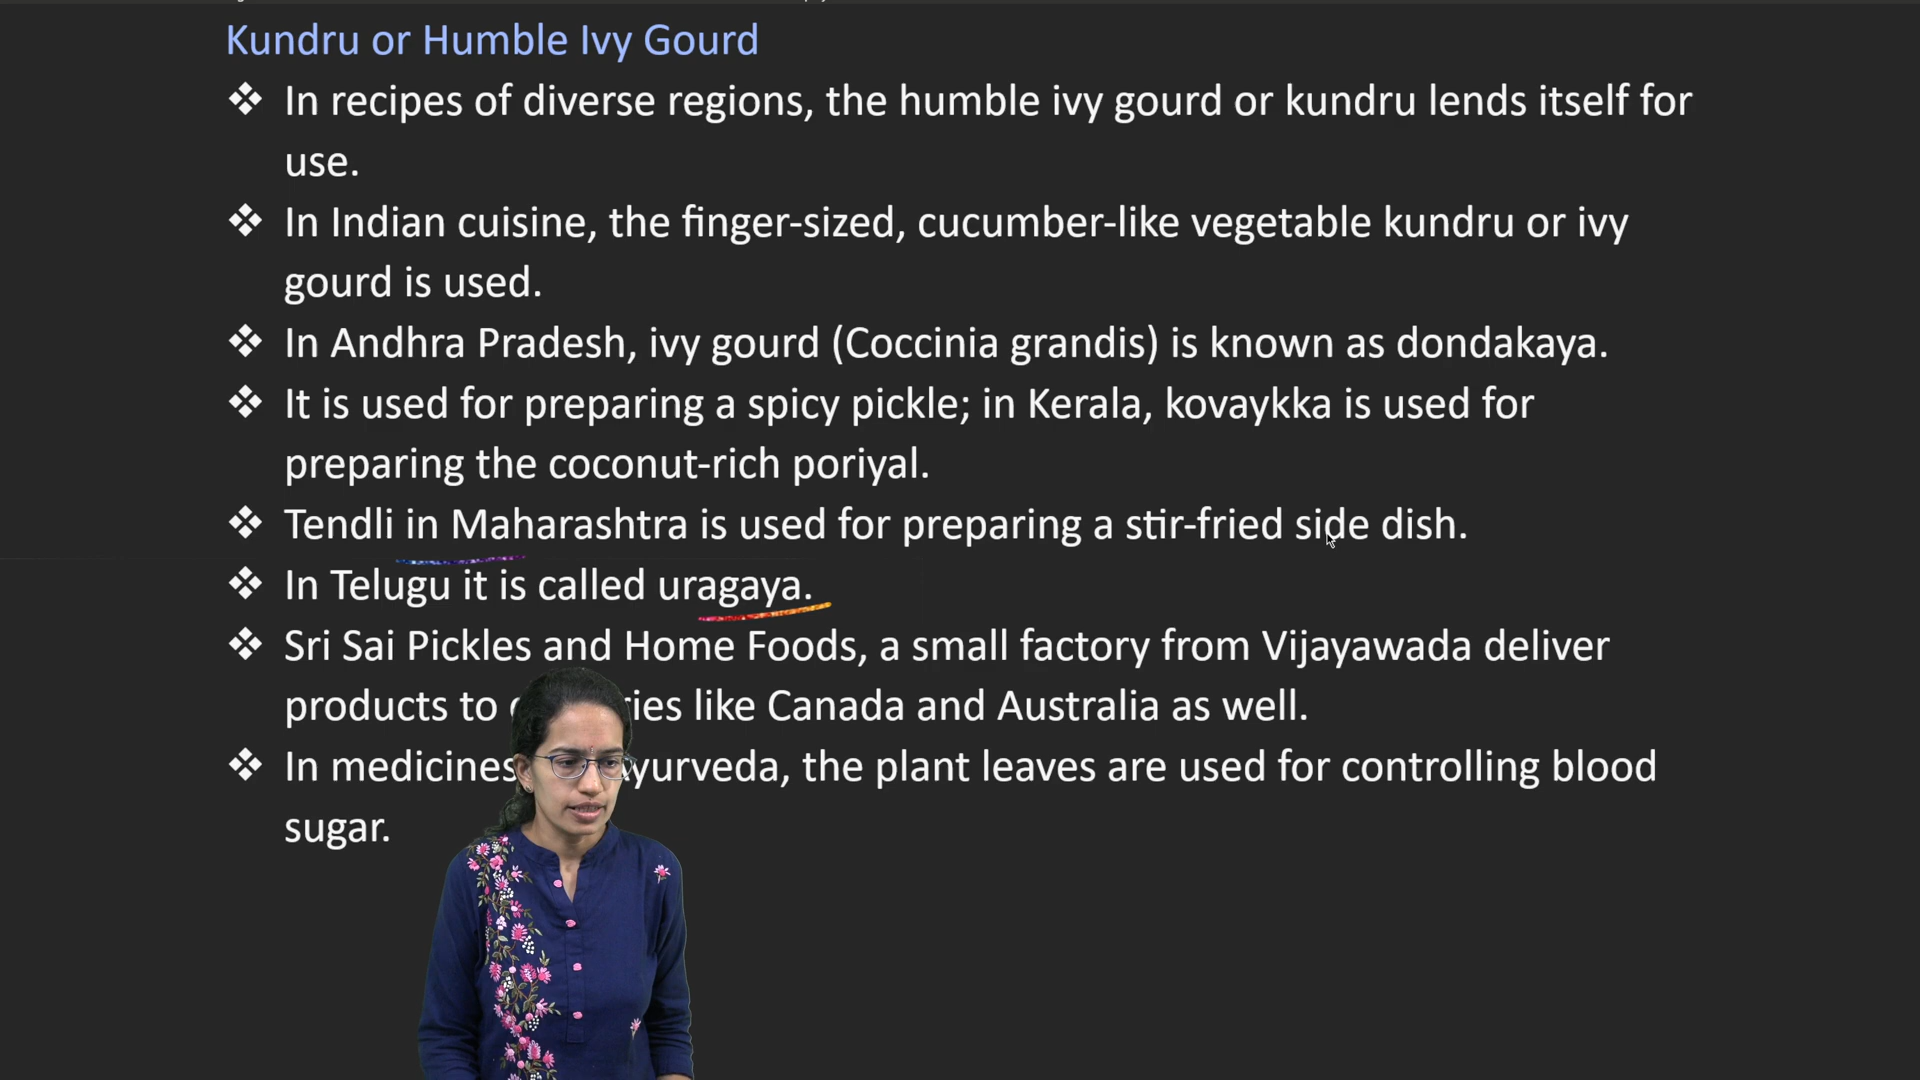 Kundru or Humble Ivy Gourd
❖ In recipes of diverse regions, the humble ivy gourd or kundru lends itself for
use.
❖ In Indian cuisine, the finger-sized, cucumber-like vegetable kundru or ivy
gourd is used.
❖ In Andhra Pradesh, ivy gourd (Coccinia grandis) is known as dondakaya.
❖ It is used for preparing a spicy pickle; in Kerala, kovaykka is used for
preparing the coconut-rich poriyal.
❖ Tendli in Maharashtra is used for preparing a stir-fried side dish.
❖ In Telugu it is called uragaya.
❖ Sri Sai Pickles and Home Foods, a small factory from Vijayawada deliver
products to like Canada and Australia as well.
❖ In medicines the plant leaves are used for controlling blood
sugar.